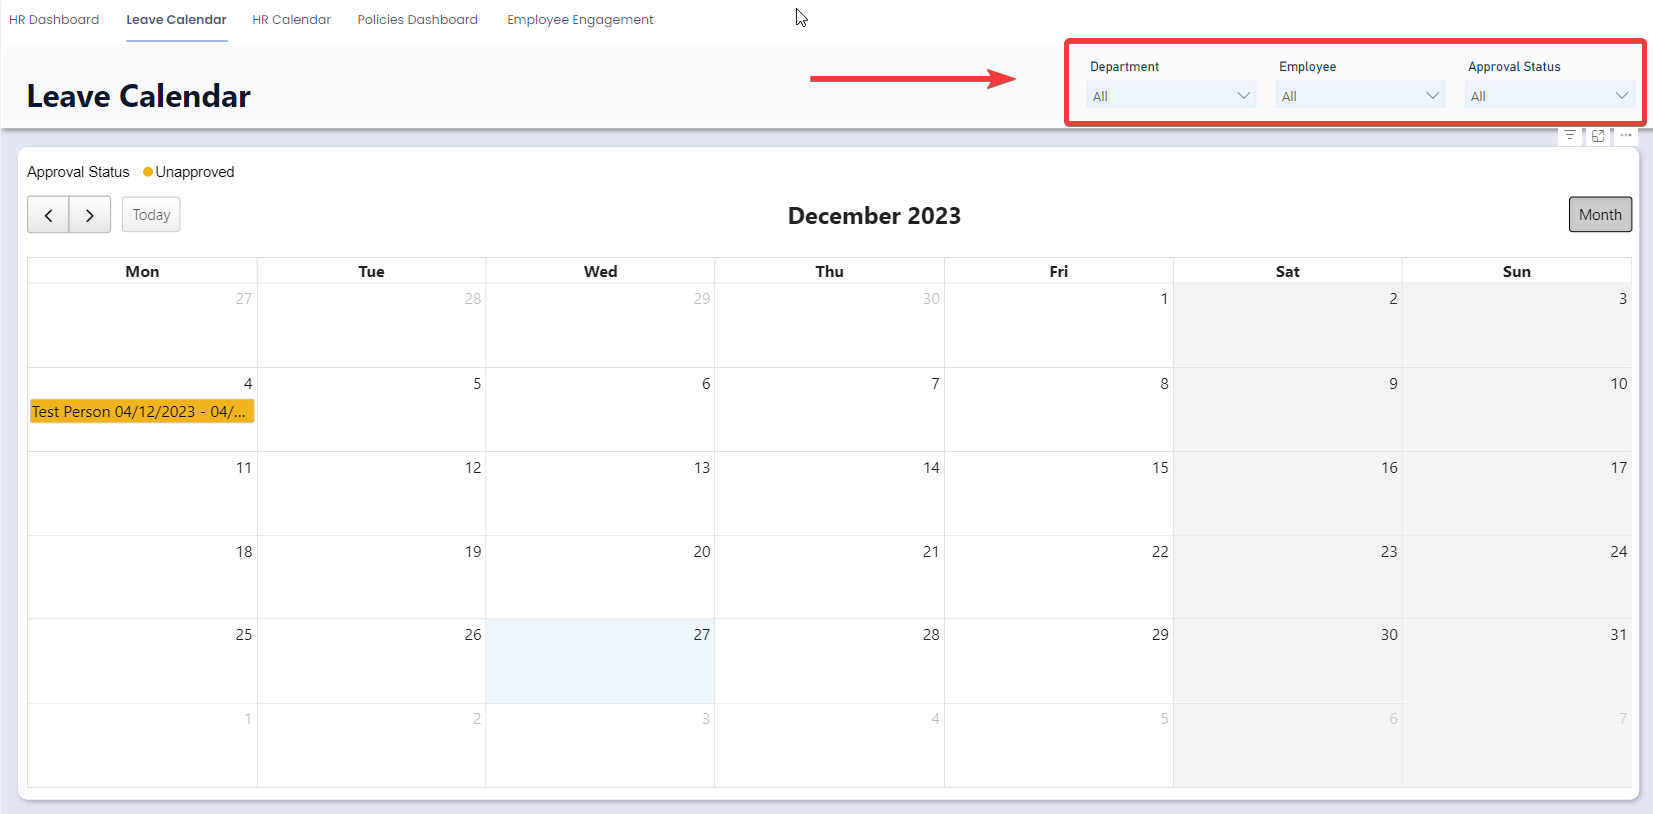 HR Dashboard Leave Calendar HR Calendar Policies Dashboard Employee Engagement
Department Employee Approval Status
Leave Calendar
All All All
Approval Status Unapproved
Today December 2023 Month
Mon Tue Wed Thu Fri Sat Sun
27 28 29 30 1 2 3
4 5 6 7 8 9 10
Test Person 04/12/2023 - 04/...
11 12 13 14 15 16 17
18 19 20 21 22 23 24
25 26 27 28 29 30 31
1 2 3 4 5 6 7